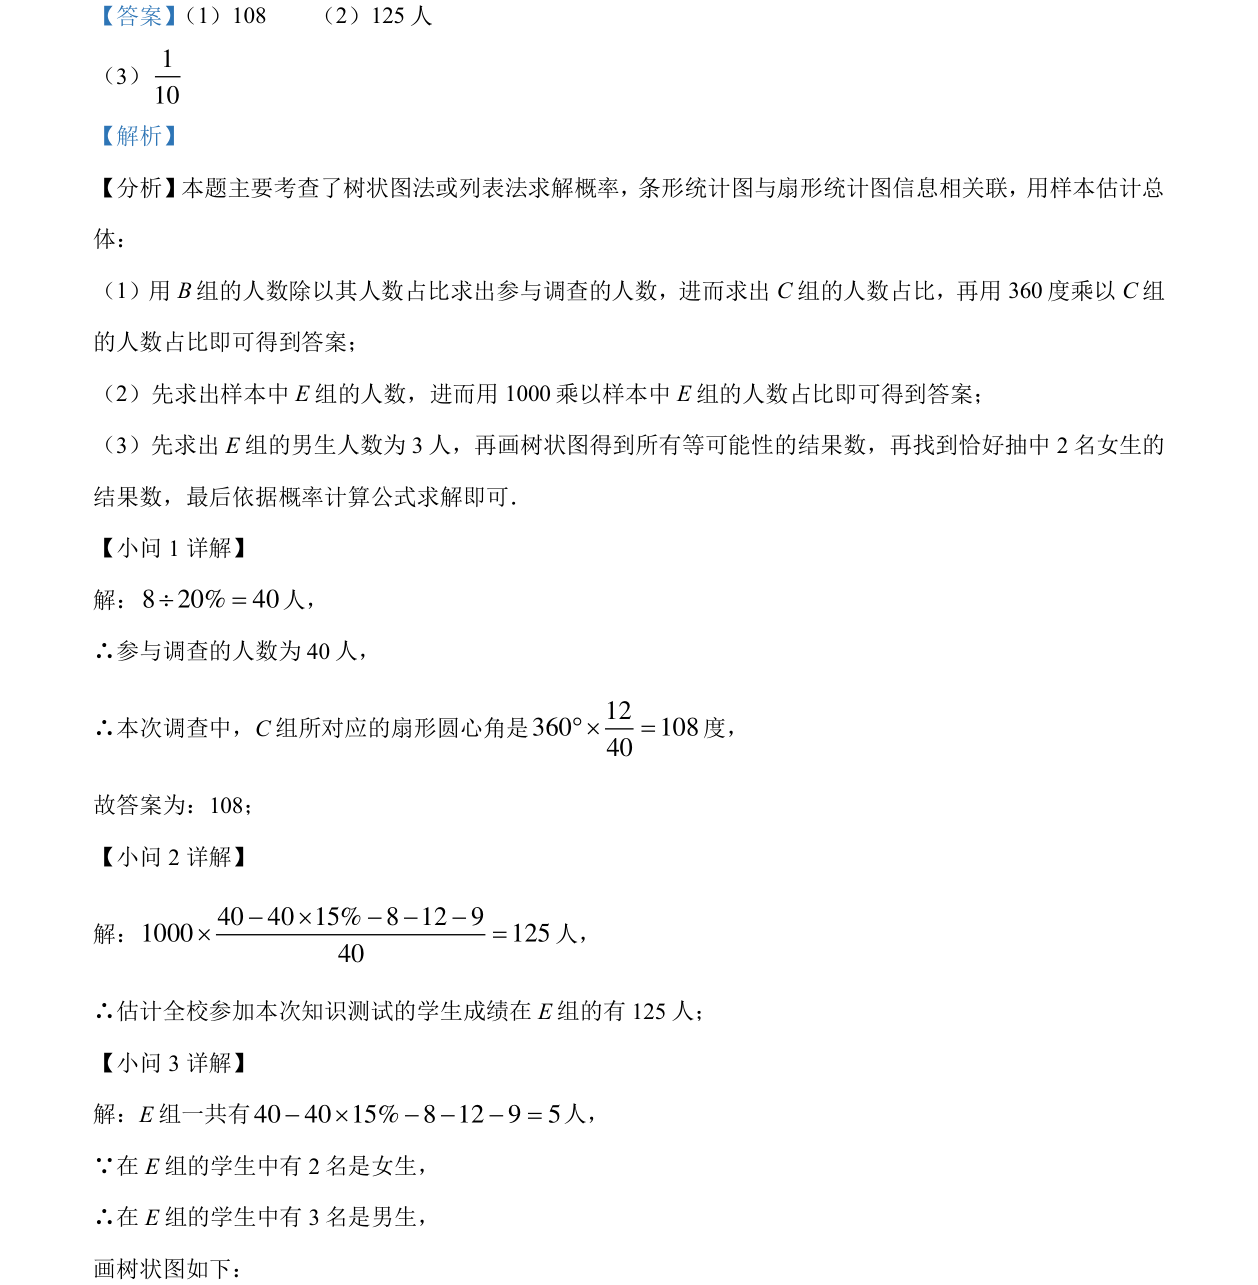 【答案】（1）108 （2）125 人
（3）1/10
【解析】
【分析】本题主要考查了树状图法或列表法求解概率，条形统计图与扇形统计图信息相关联，用样本估计总
体：
（1）用 B 组的人数除以其人数占比求出参与调查的人数，进而求出 C 组的人数占比，再用 360 度乘以 C 组
的人数占比即可得到答案；
（2）先求出样本中 E 组的人数，进而用 1000 乘以样本中 E 组的人数占比即可得到答案；
（3）先求出 E 组的男生人数为 3 人，再画树状图得到所有等可能性的结果数，再找到恰好抽中 2 名女生的
结果数，最后依据概率计算公式求解即可．
【小问 1 详解】
解：8÷20% = 40 人，
∴参与调查的人数为 40 人，
∴本次调查中，C 组所对应的扇形圆心角是 360°×12/40 = 108 度，
故答案为：108；
【小问 2 详解】
解：1000×(40−40×15%−8−12−9)/40 = 125 人，
∴估计全校参加本次知识测试的学生成绩在 E 组的有 125 人；
【小问 3 详解】
解：E 组一共有 40−40×15%−8−12−9 = 5 人，
∵在 E 组的学生中有 2 名是女生，
∴在 E 组的学生中有 3 名是男生，
画树状图如下：